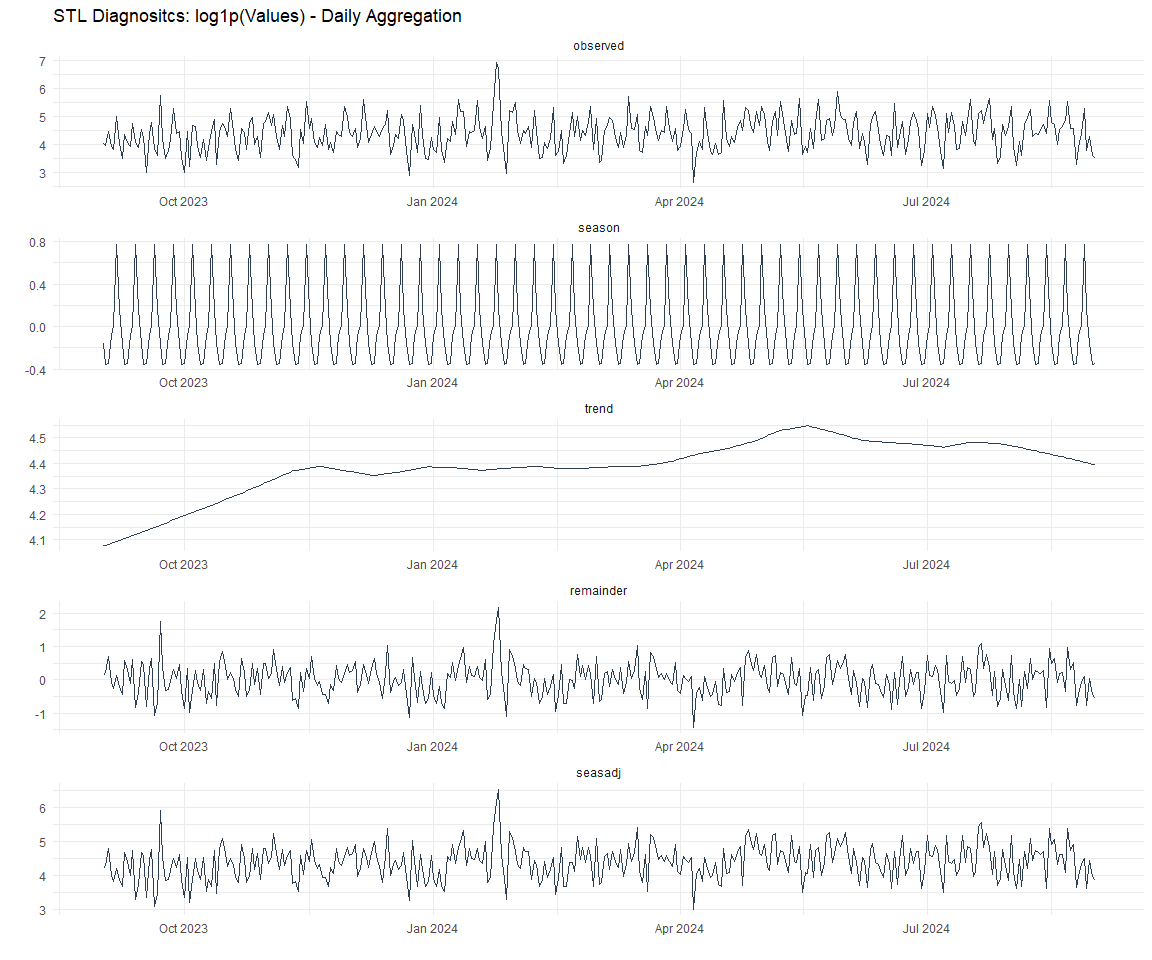 STL Diagnositcs: log1p(Values) - Daily Aggregation
observed
7
6
5
4
3
Oct 2023 Jan 2024 Apr 2024 Jul 2024
season
0.8
0.4
0.0
-0.4
Oct 2023 Jan 2024 Apr 2024 Jul 2024
trend
4.5
4.4
4.3
4.2
4.1
Oct 2023 Jan 2024 Apr 2024 Jul 2024
remainder
2
1
0
-1
Oct 2023 Jan 2024 Apr 2024 Jul 2024
seasadj
6
5
4
3
Oct 2023 Jan 2024 Apr 2024 Jul 2024